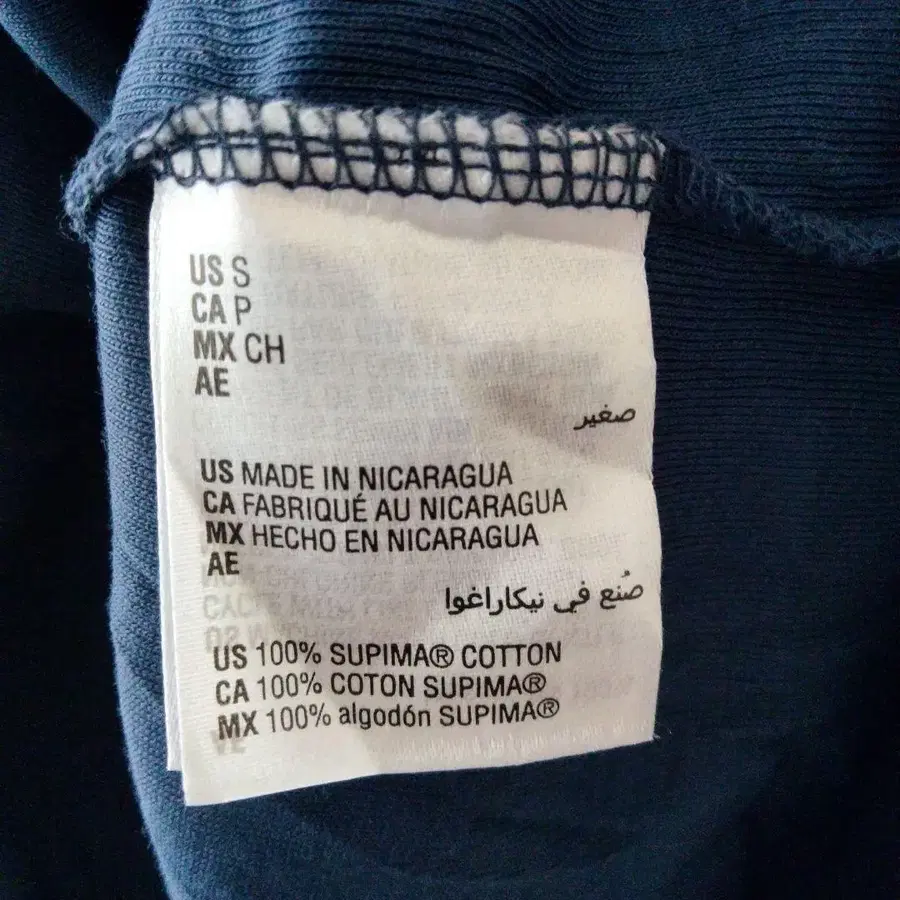 US S
CA P
MX CH
AE
صغير
US MADE IN NICARAGUA
CA FABRIQUÉ AU NICARAGUA
MX HECHO EN NICARAGUA
AE
صُنع في نيكاراغوا
US 100% SUPIMA® COTTON
CA 100% COTON SUPIMA®
MX 100% algodón SUPIMA®